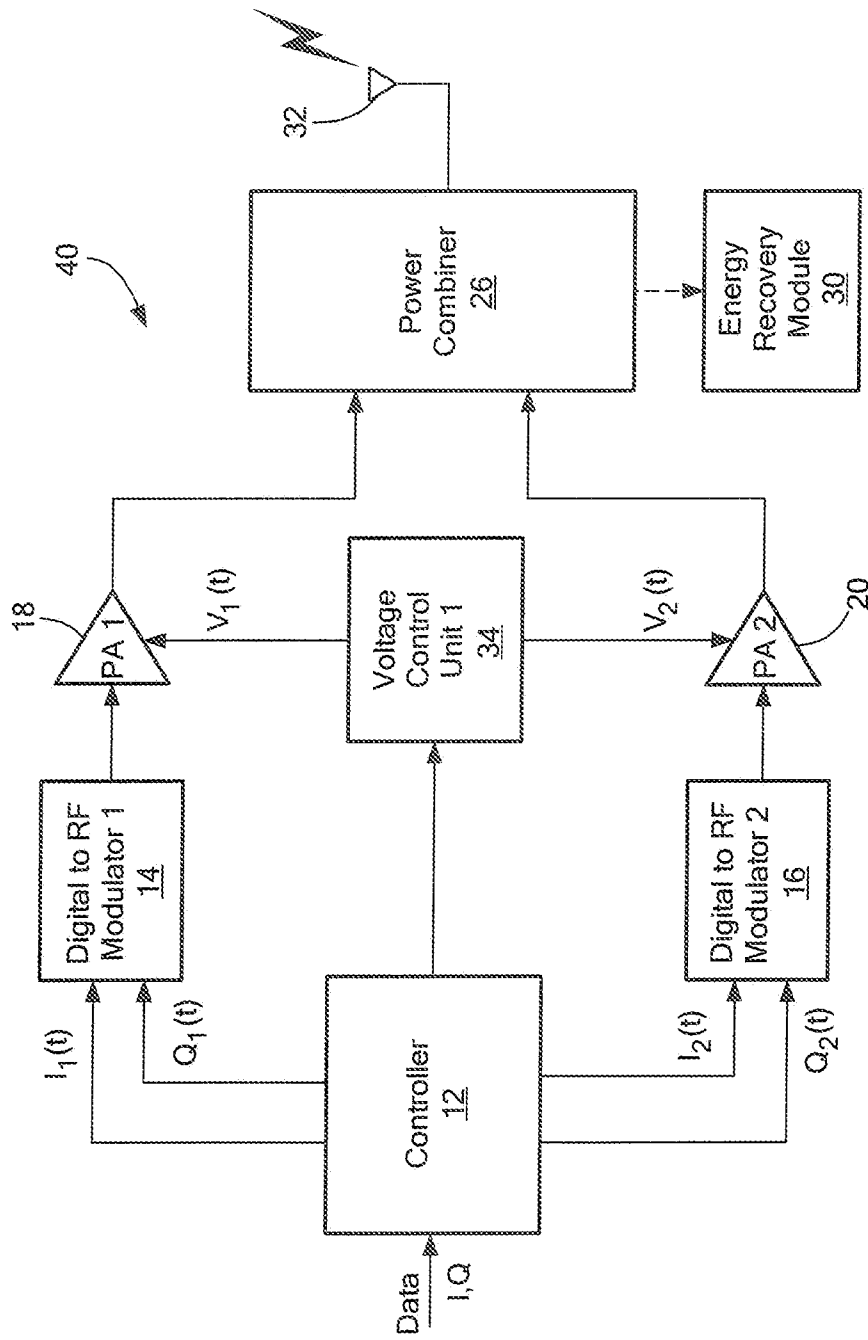 40
32
18
PA 1
Digital to RF
Modulator 1
14
I1(t)
Q1(t)
V1(t)
Power
Combiner
26
Data
I,Q
Controller
12
Voltage
Control
Unit 1
34
Energy
Recovery
Module
30
V2(t)
I2(t)
Q2(t)
Digital to RF
Modulator 2
16
PA 2
20